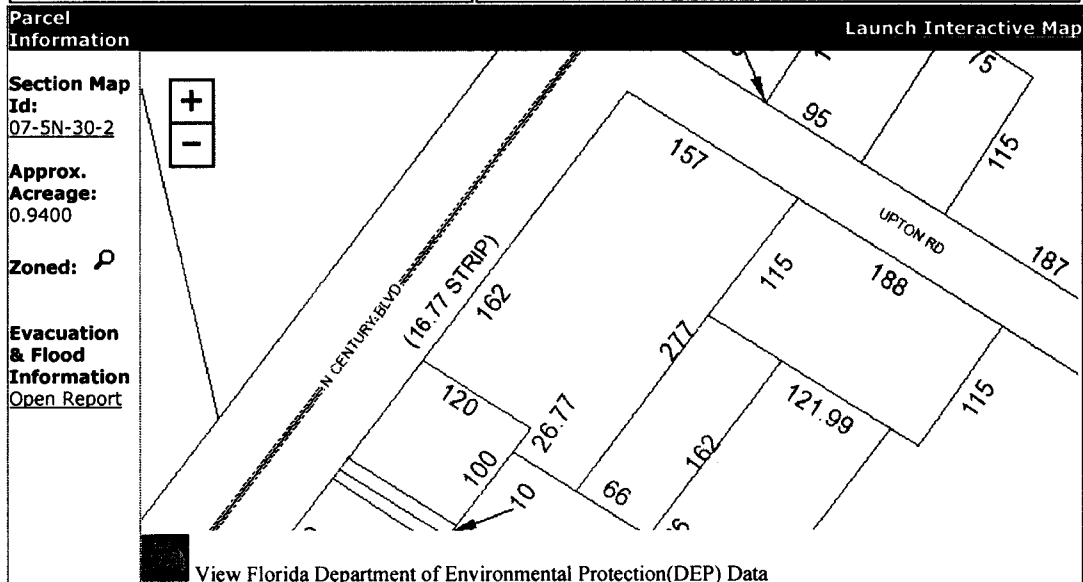 Parcel
Information
Launch Interactive Map
Section Map
Id:
07-5N-30-2
Approx.
Acreage:
0.9400
Zoned:
Evacuation
& Flood
Information
Open Report
+
−
75
95
115
157
UPTON RD
187
188
115
(16.77 STRIP)
162
N CENTURY BLVD
277
115
120
26.77
121.99
162
100
10
66
View Florida Department of Environmental Protection(DEP) Data